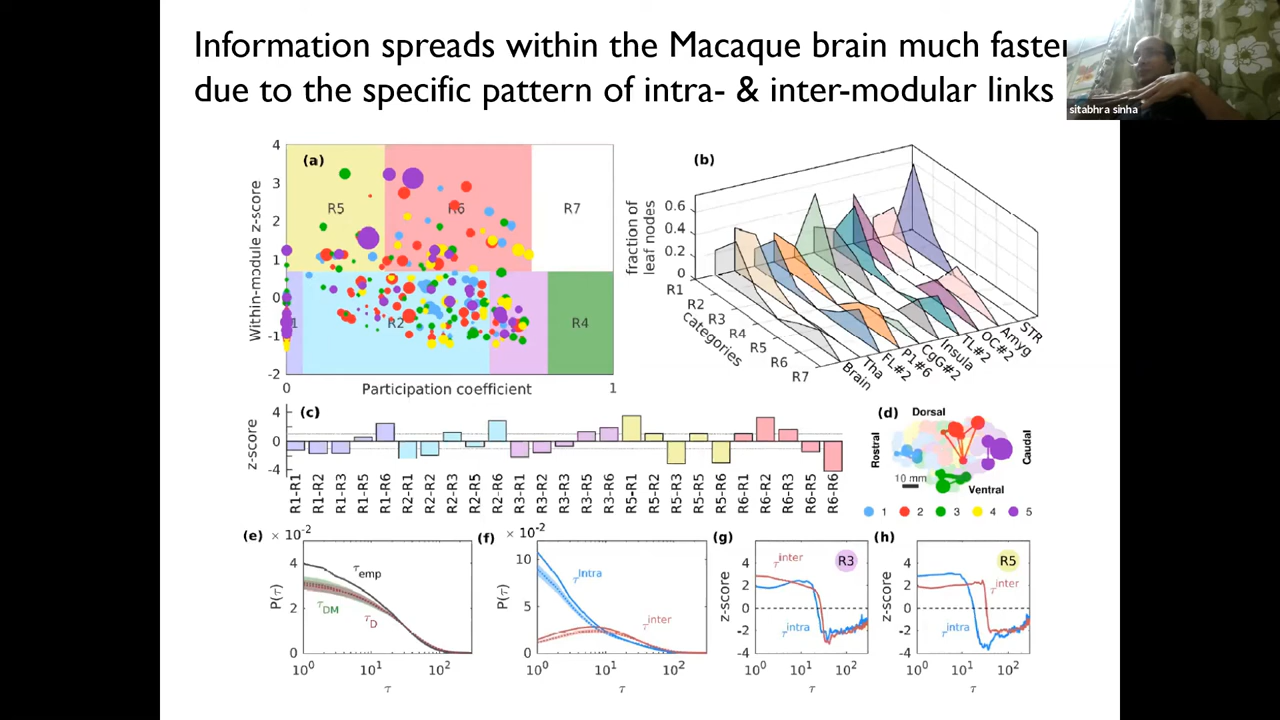 Information spreads within the Macaque brain much faster
due to the specific pattern of intra- & inter-modular links
sitabhra sinha
(a)
4
3
2
1
0
-1
-2
Within-module z-score
R5
R6
R7
1
R2
R4
0
Participation coefficient
1
(b)
fraction of
leaf nodes
0.6
0.4
0.2
0
R1
R2
R3
R4
R5
R6
R7
Categories
Brain
Tha
FL#2
P1#6
CgG#2
Insula
TL#2
OC#2
Amyg
STR
(c)
z-score
4
0
-4
R1-R1
R1-R2
R1-R3
R1-R5
R1-R6
R2-R1
R2-R2
R2-R3
R2-R5
R2-R6
R3-R1
R3-R2
R3-R3
R3-R5
R3-R6
R5-R1
R5-R2
R5-R3
R5-R5
R5-R6
R6-R1
R6-R2
R6-R3
R6-R5
R6-R6
(d)
Dorsal
Rostral
Caudal
10 mm
Ventral
1 2 3 4 5
(e)
× 10⁻²
4
2
0
P(τ)
τemp
τDM
τD
10⁰ 10¹ 10²
τ
(f)
× 10⁻²
10
5
0
P(τ)
τIntra
τinter
10⁰ 10¹ 10²
τ
(g)
z-score
4
2
0
-2
-4
τinter
R3
τintra
10⁰ 10¹ 10²
τ
(h)
z-score
4
2
0
-2
-4
R5
τinter
τintra
10⁰ 10¹ 10²
τ